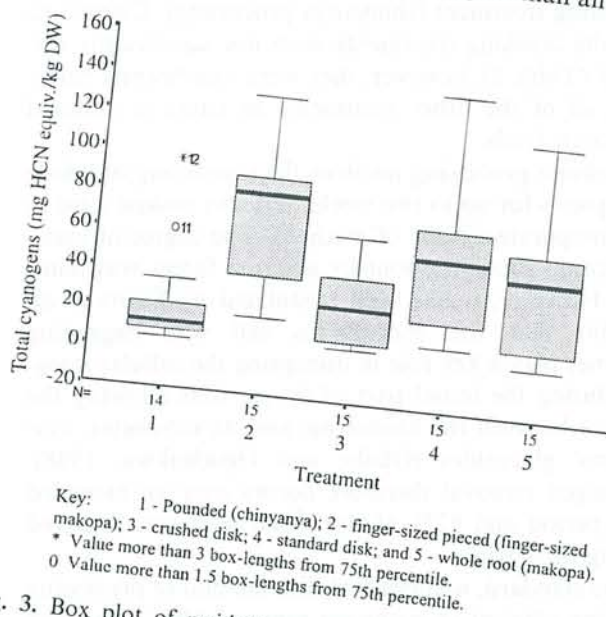 160
140
120
100
80
60
40
20
0
-20
Total cyanogens (mg HCN equiv./kg DW)
*12
O11
N= 14 15 15 15 15
1 2 3 4 5
Treatment
Key: 1 - Pounded (chinyanya); 2 - finger-sized pieced (finger-sized
makopa); 3 - crushed disk; 4 - standard disk; and 5 - whole root (makopa).
* Value more than 3 box-lengths from 75th percentile.
0 Value more than 1.5 box-lengths from 75th percentile.
3. Box plot of